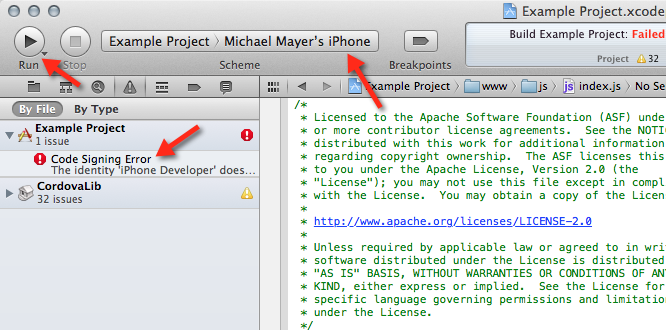 Example Project.xcode
Run
Stop
Example Project
Michael Mayer's iPhone
Scheme
Breakpoints
Build Example Project: Failed
Project
32
By File
By Type
Example Project
www
js
index.js
No Se
Example Project
1 issue
Code Signing Error
The identity 'iPhone Developer' does...
CordovaLib
32 issues
/*
* Licensed to the Apache Software Foundation (ASF) unde
* or more contributor license agreements.  See the NOTIC
* distributed with this work for additional information
* regarding copyright ownership.  The ASF licenses this
* to you under the Apache License, Version 2.0 (the
* "License"); you may not use this file except in compl
* with the License.  You may obtain a copy of the Licens
*
* http://www.apache.org/licenses/LICENSE-2.0
*
* Unless required by applicable law or agreed to in writ
* software distributed under the License is distributed
* "AS IS" BASIS, WITHOUT WARRANTIES OR CONDITIONS OF ANY
* KIND, either express or implied.  See the License for
* specific language governing permissions and limitation
* under the License.
*/